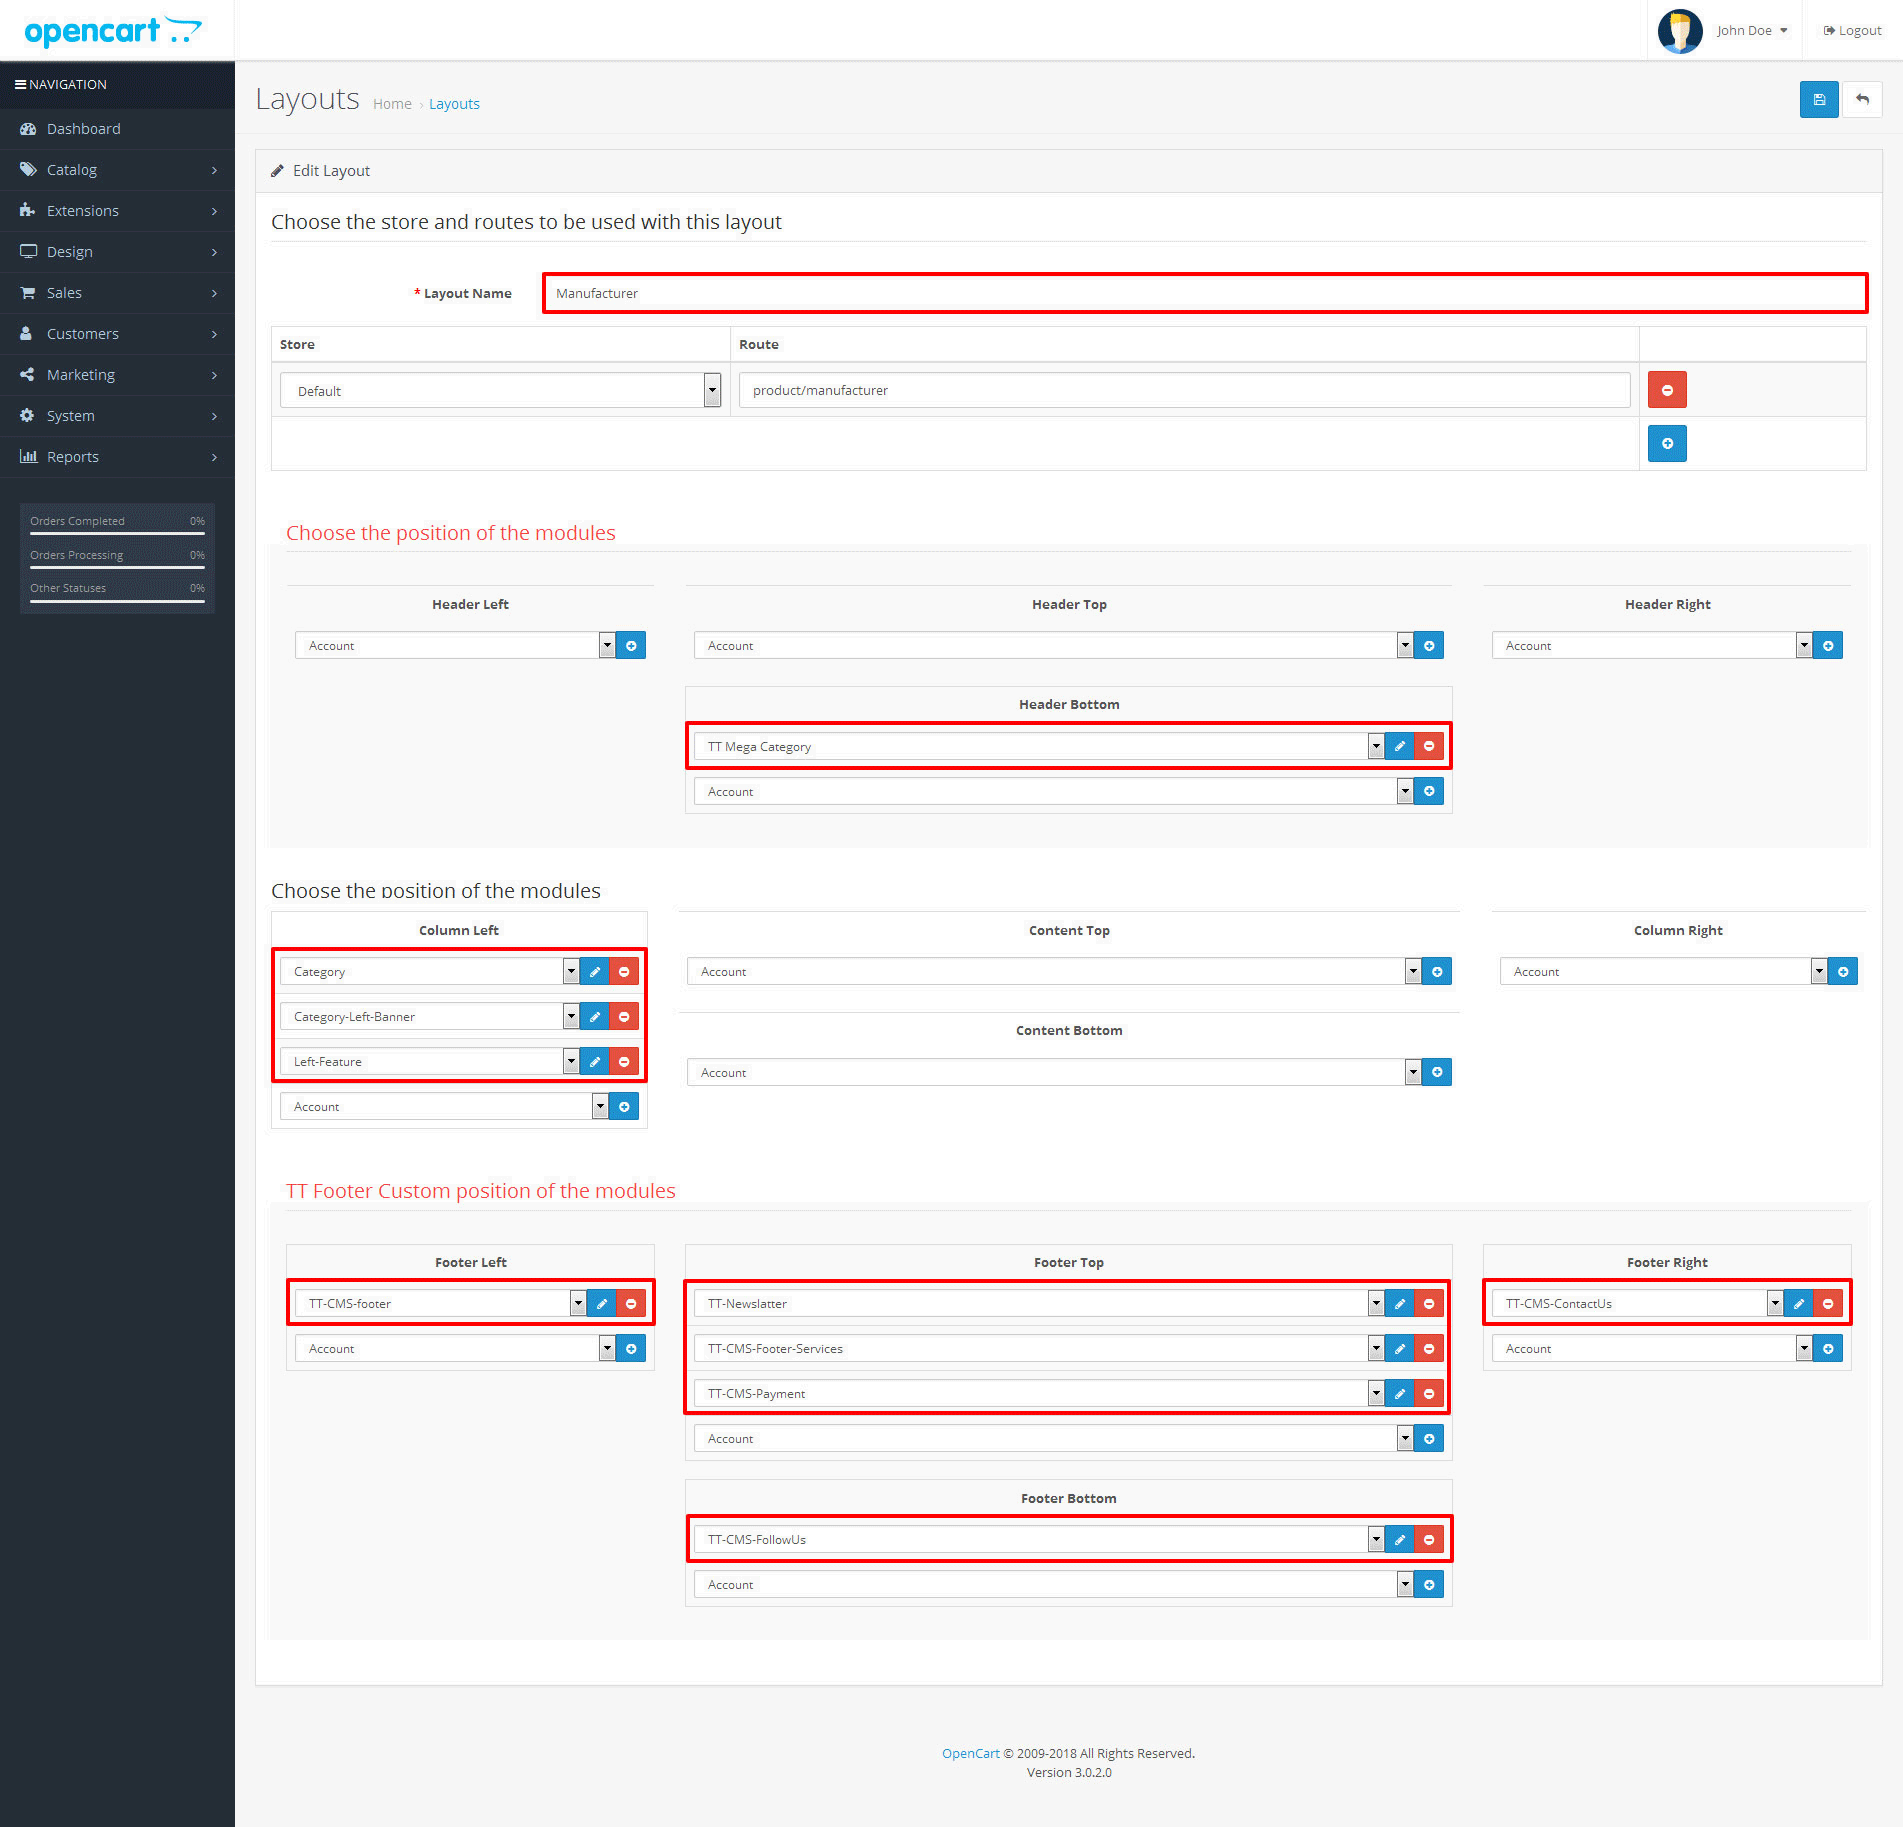 opencart
John Doe
Logout
NAVIGATION
Dashboard
Catalog
Extensions
Design
Sales
Customers
Marketing
System
Reports
Orders Completed 0%
Orders Processing 0%
Other Statuses 0%
Layouts Home › Layouts
Edit Layout
Choose the store and routes to be used with this layout
* Layout Name Manufacturer
Store Route
Default product/manufacturer
Choose the position of the modules
Header Left Header Top Header Right
Account Account Account
Header Bottom
TT Mega Category
Account
Choose the position of the modules
Column Left Content Top Column Right
Category Account Account
Category-Left-Banner
Content Bottom
Left-Feature
Account
Account
TT Footer Custom position of the modules
Footer Left Footer Top Footer Right
TT-CMS-footer TT-Newslatter TT-CMS-ContactUs
Account TT-CMS-Footer-Services Account
TT-CMS-Payment
Account
Footer Bottom
TT-CMS-FollowUs
Account
OpenCart © 2009-2018 All Rights Reserved.
Version 3.0.2.0